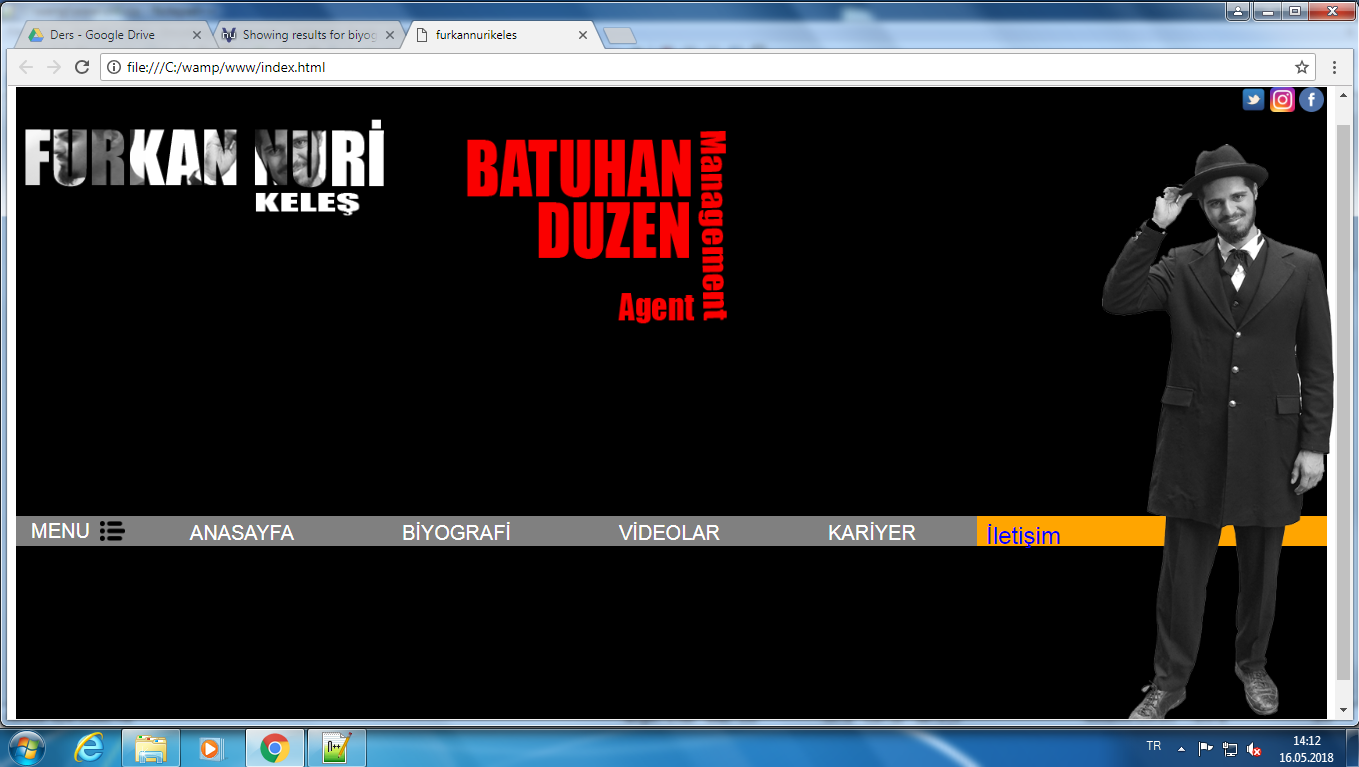 Ders - Google Drive
Showing results for biyog
furkannurikeles
file:///C:/wamp/www/index.html
FURKAN NURİ
KELEŞ
BATUHAN
DUZEN
Management
Agent
MENU ANASAYFA BİYOGRAFİ VİDEOLAR KARİYER İletişim
TR
14:12
16.05.2018